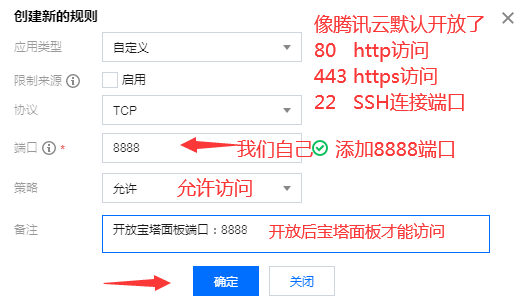 创建新的规则
像腾讯云默认开放了
应用类型 自定义
80 http访问
限制来源 启用
443 https访问
协议 TCP
22 SSH连接端口
端口 * 8888 我们自己 添加8888端口
策略 允许 允许访问
备注 开放宝塔面板端口：8888 开放后宝塔面板才能访问
确定 关闭